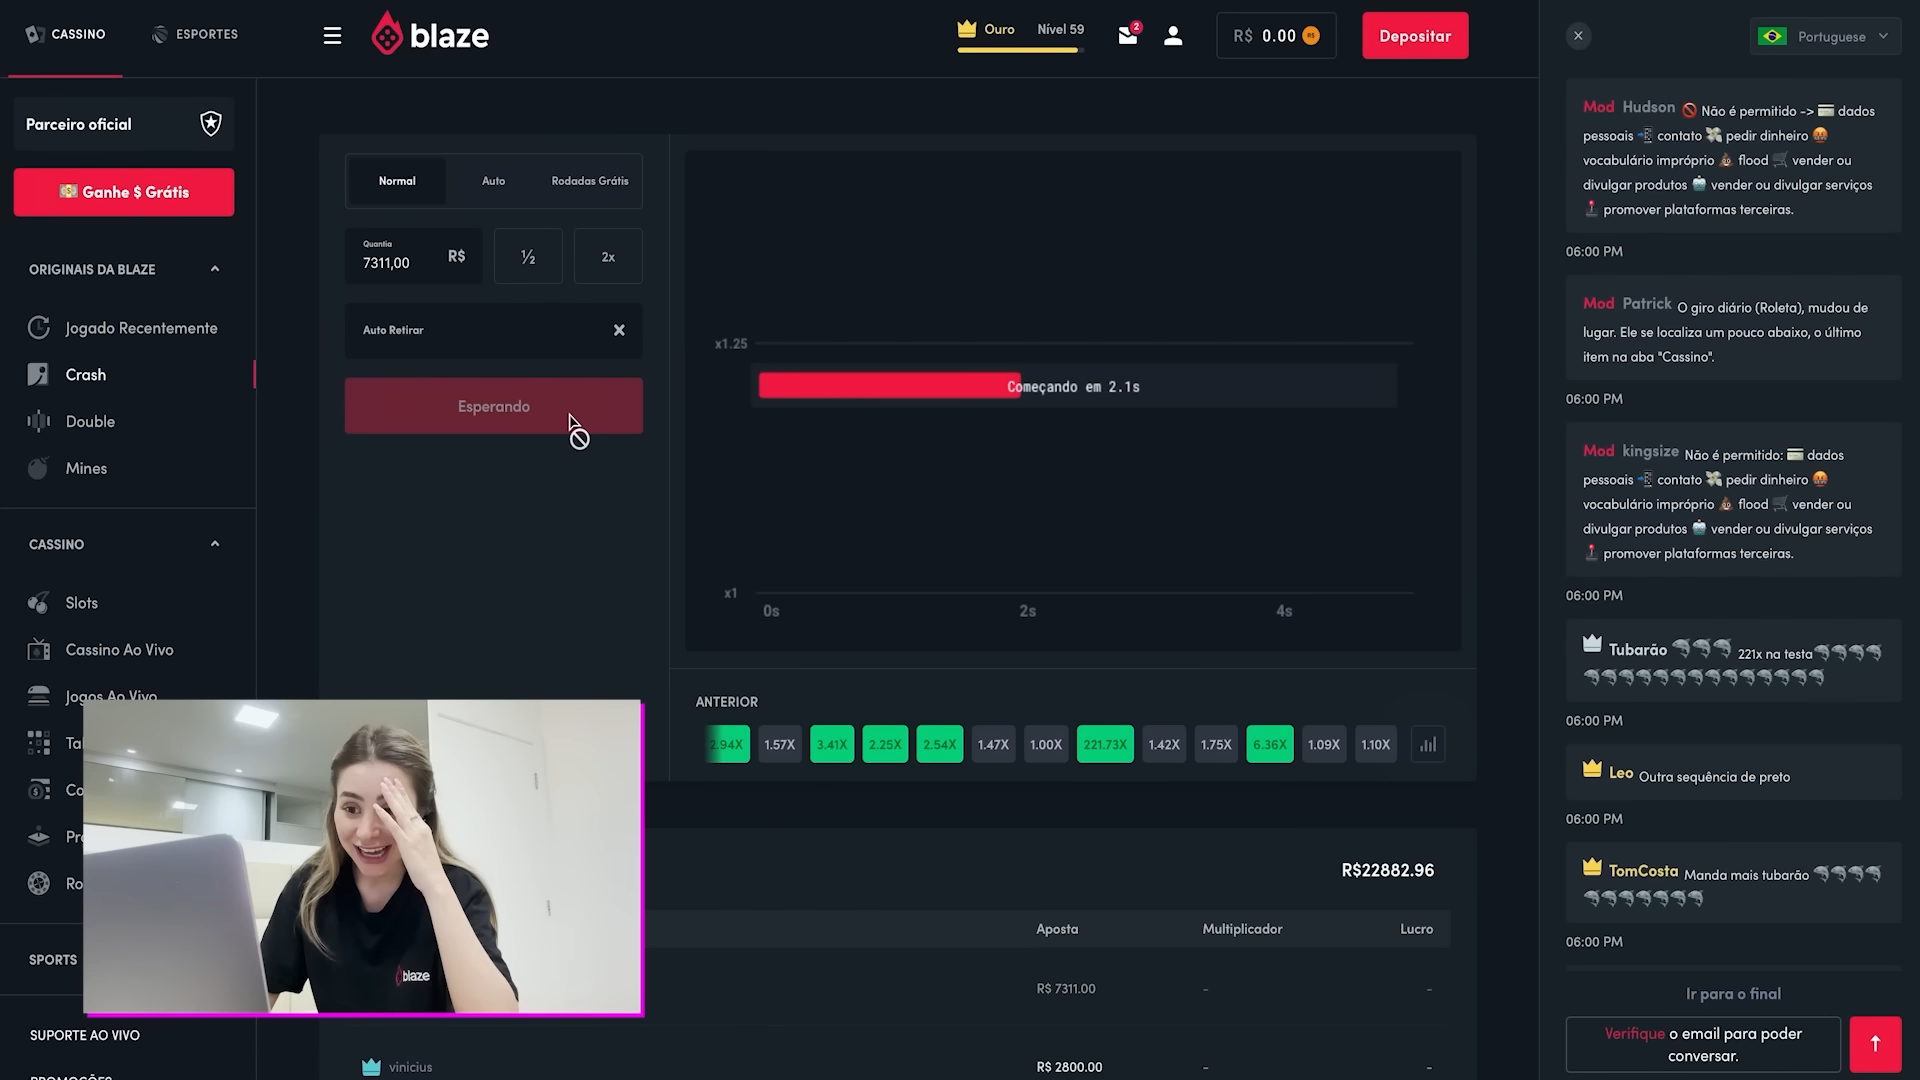 CASSINO
ESPORTES
blaze
Ouro
Nível 59
2
R$ 0.00
Depositar
Portuguese
Parceiro oficial
Ganhe $ Grátis
ORIGINAIS DA BLAZE
Jogado Recentemente
Crash
Double
Mines
CASSINO
Slots
Cassino Ao Vivo
Jogos Ao Vivo
Ta
Co
Pr
Ro
SPORTS
SUPORTE AO VIVO
PROMOÇÕES
Normal
Auto
Rodadas Grátis
Quantia
7311,00
R$
½
2x
Auto Retirar
Esperando
x1.25
Começando em 2.1s
x1
0s
2s
4s
ANTERIOR
2.94X
1.57X
3.41X
2.25X
2.54X
1.47X
1.00X
221.73X
1.42X
1.75X
6.36X
1.09X
1.10X
R$22882.96
Aposta
Multiplicador
Lucro
R$ 7311.00
-
-
vinicius
R$ 2800.00
-
-
blaze
Mod Hudson 🚫 Não é permitido -> 💳 dados
pessoais 📲 contato 💸 pedir dinheiro 🤬
vocabulário impróprio 💩 flood 🛒 vender ou
divulgar produtos 🧁 vender ou divulgar serviços
🕹️ promover plataformas terceiras.
06:00 PM
Mod Patrick O giro diário (Roleta), mudou de
lugar. Ele se localiza um pouco abaixo, o último
item na aba "Cassino".
06:00 PM
Mod kingsize Não é permitido: 💳 dados
pessoais 📲 contato 💸 pedir dinheiro 🤬
vocabulário impróprio 💩 flood 🛒 vender ou
divulgar produtos 🧁 vender ou divulgar serviços
🕹️ promover plataformas terceiras.
06:00 PM
Tubarão 🦈🦈🦈 221x na testa🦈🦈🦈🦈
🦈🦈🦈🦈🦈🦈🦈🦈🦈🦈🦈🦈🦈🦈
06:00 PM
Leo Outra sequência de preto
06:00 PM
TomCosta Manda mais tubarão 🦈🦈🦈🦈
🦈🦈🦈🦈🦈🦈🦈
06:00 PM
Ir para o final
Verifique o email para poder
conversar.